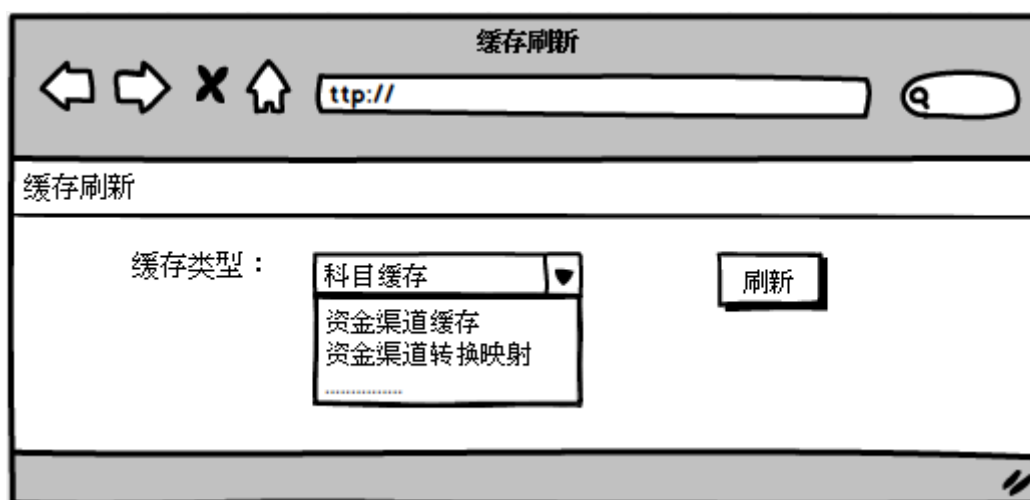 缓存刷新
ttp://
缓存刷新
缓存类型：
科目缓存
刷新
资金渠道缓存
资金渠道转换映射
..................